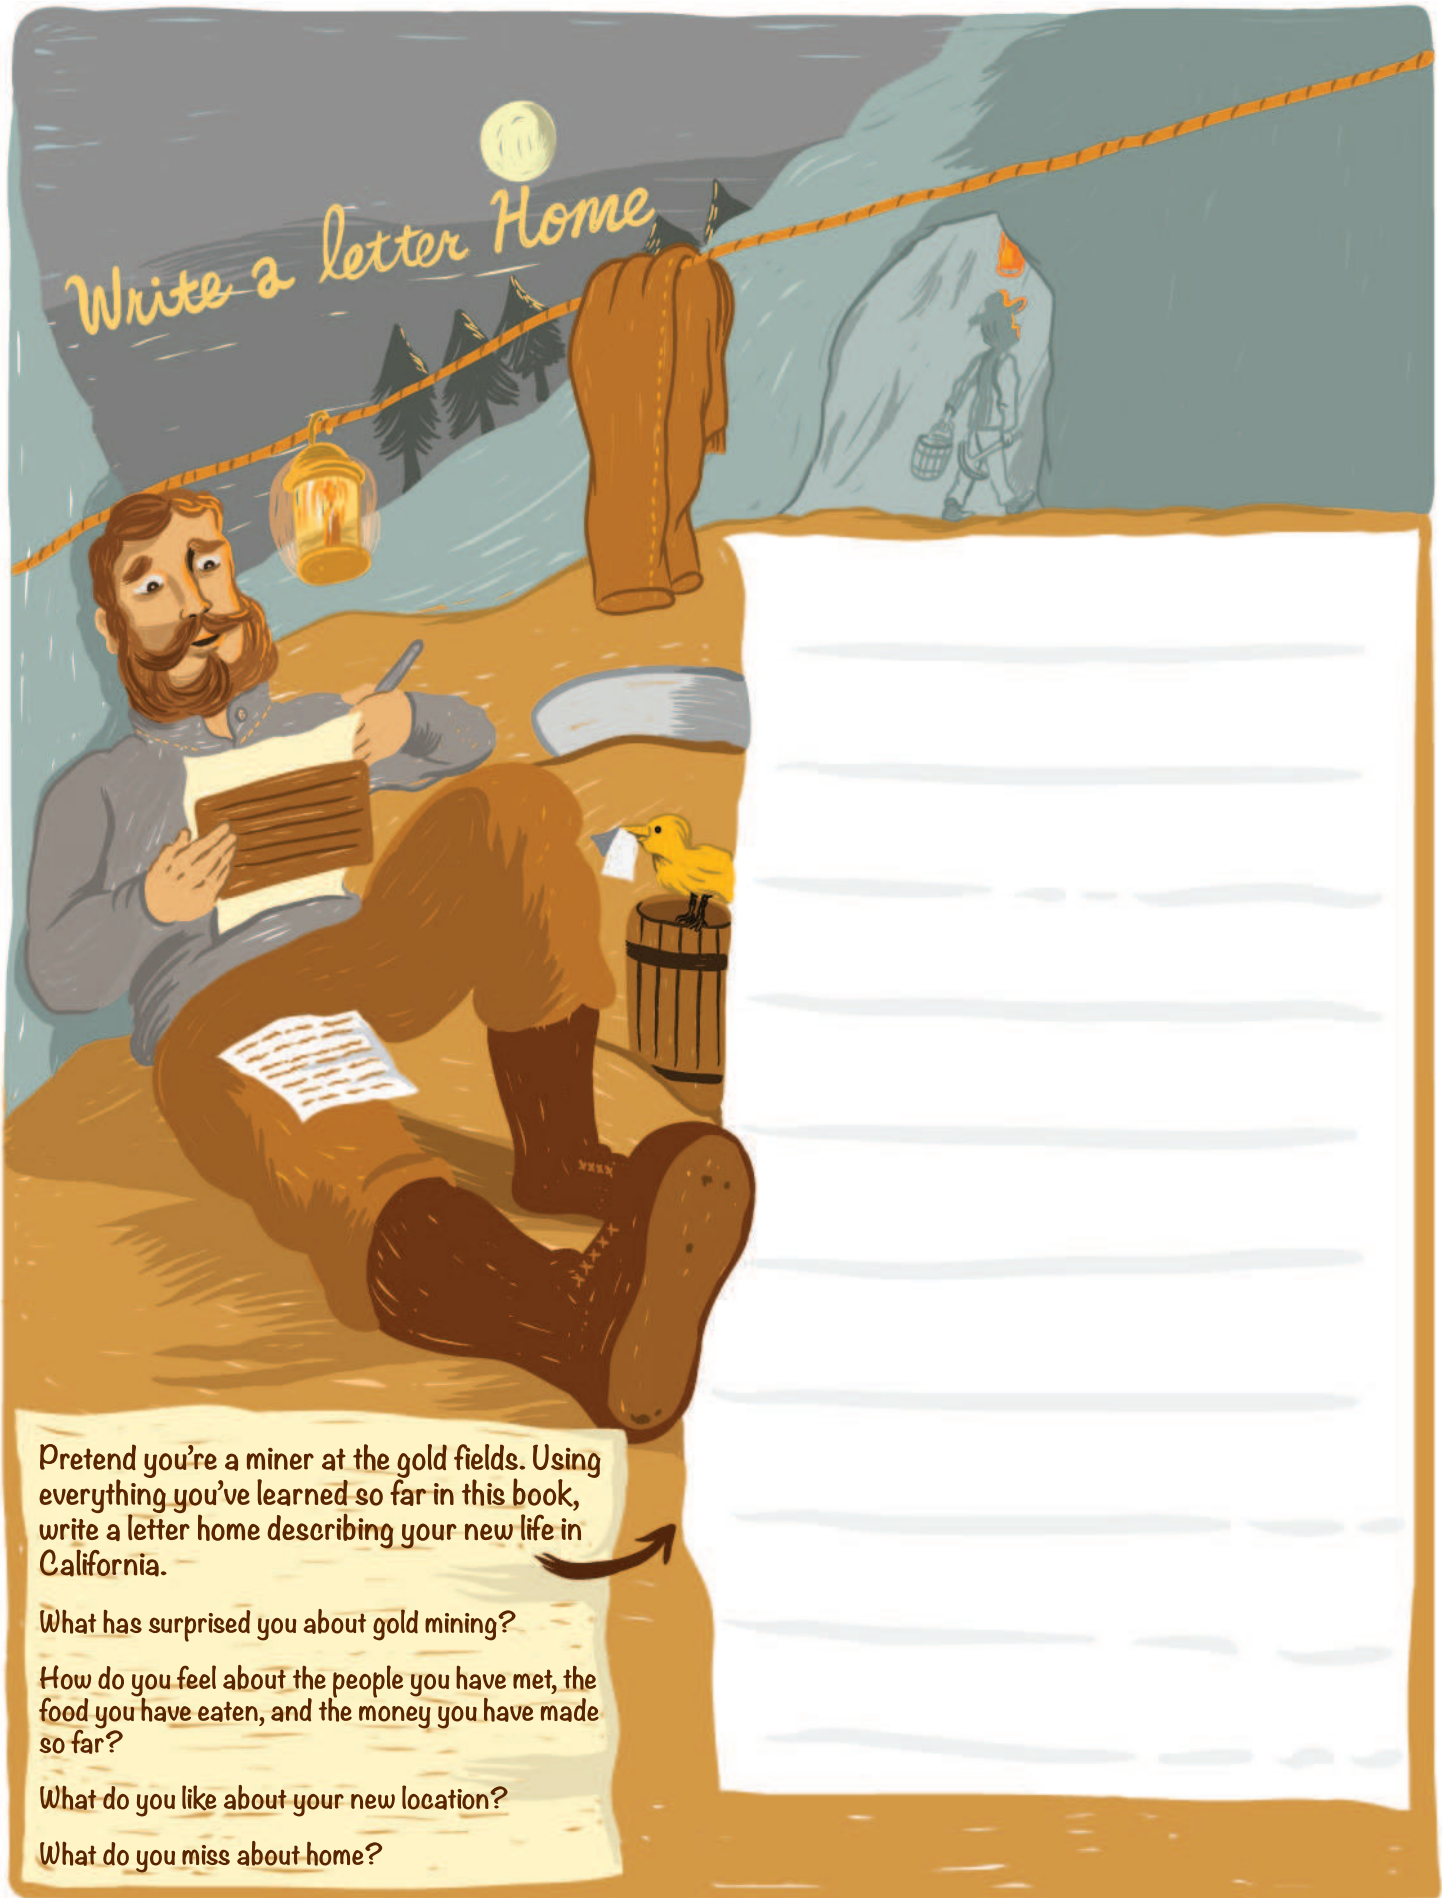 Write a letter Home
Pretend you're a miner at the gold fields. Using
everything you've learned so far in this book,
write a letter home describing your new life in
California.
What has surprised you about gold mining?
How do you feel about the people you have met, the
food you have eaten, and the money you have made
so far?
What do you like about your new location?
What do you miss about home?